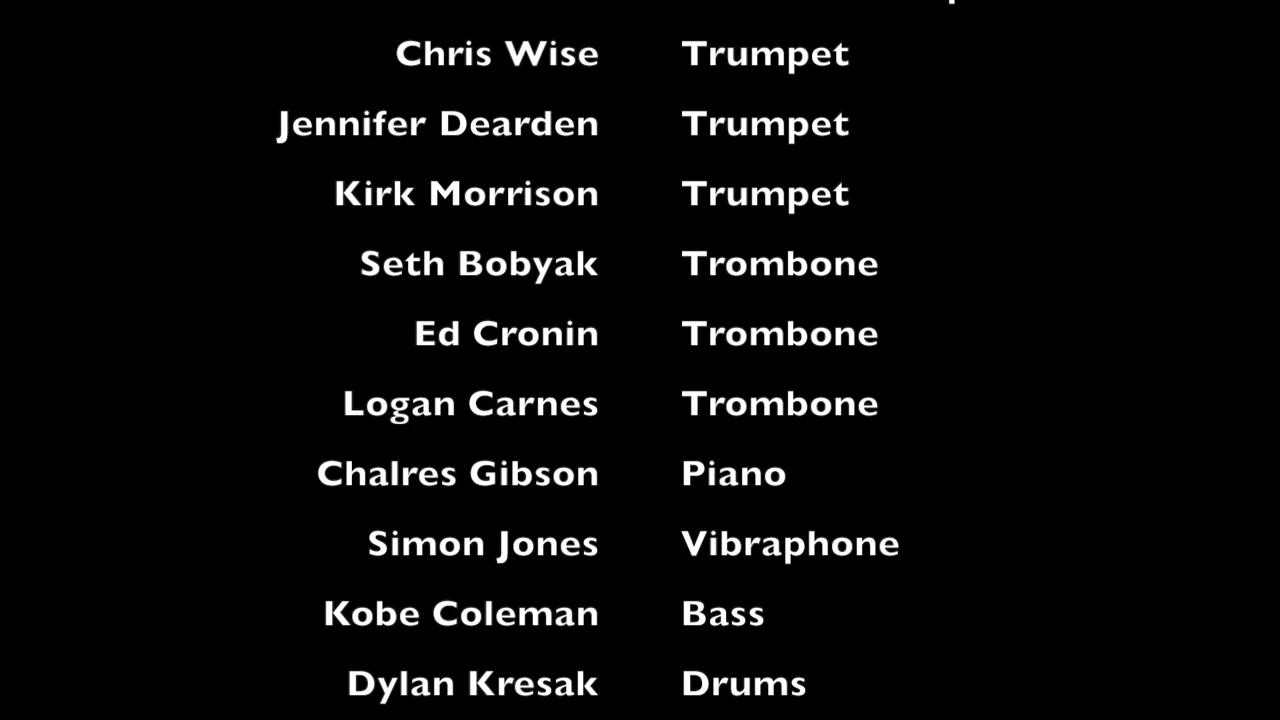 Chris Wise Trumpet
Jennifer Dearden Trumpet
Kirk Morrison Trumpet
Seth Bobyak Trombone
Ed Cronin Trombone
Logan Carnes Trombone
Chalres Gibson Piano
Simon Jones Vibraphone
Kobe Coleman Bass
Dylan Kresak Drums